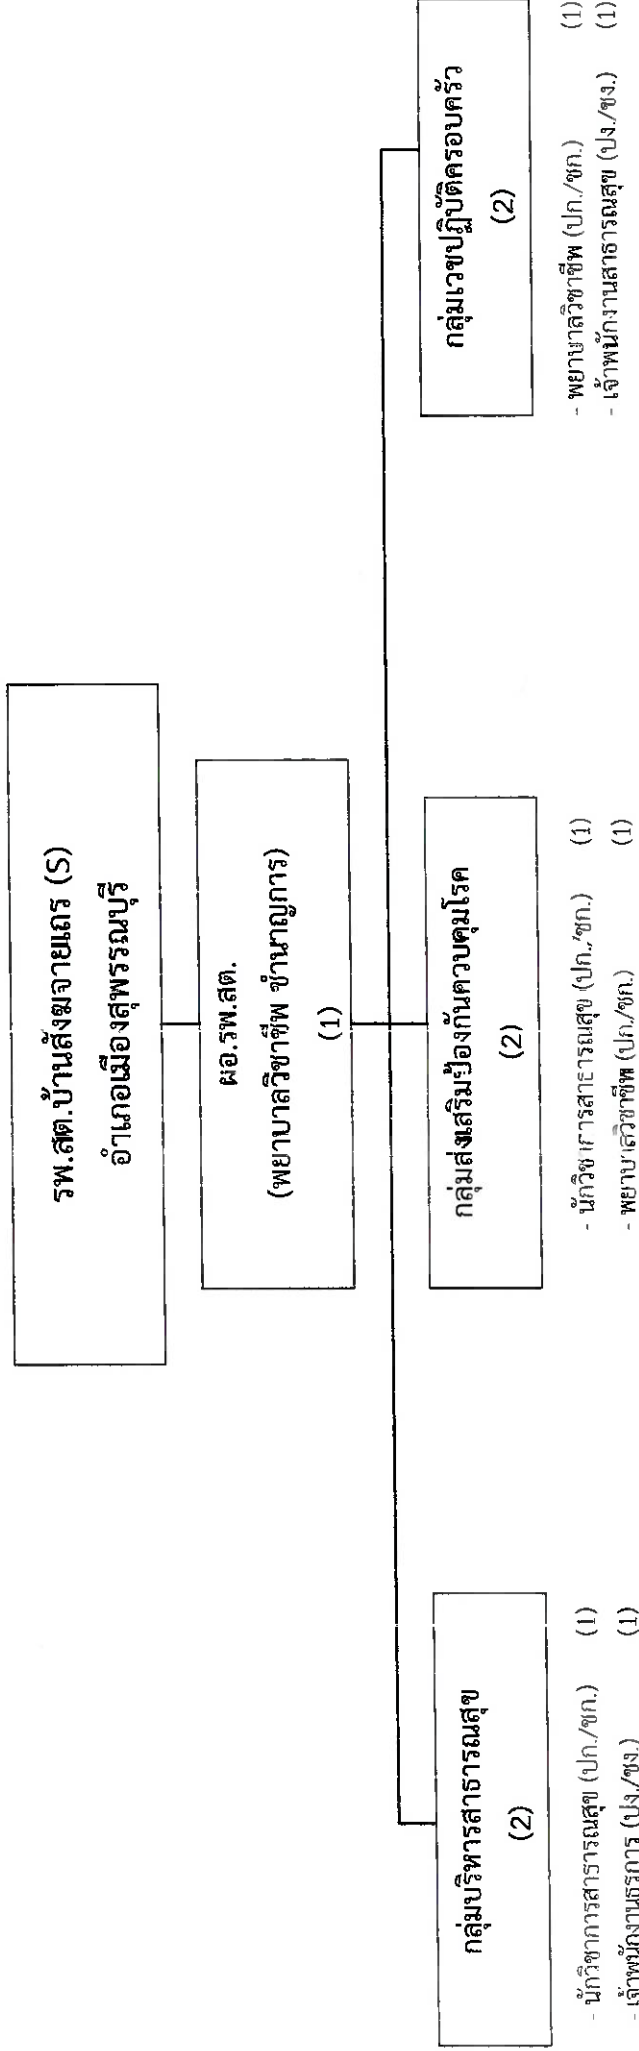 รพ.สต.บ้านสังฆจายเถร (S)
อำเภอเมืองสุพรรณบุรี
ผอ.รพ.สต.
(พยาบาลวิชาชีพ ชำนาญการ)
(1)
กลุ่มบริหารสาธารณสุข
(2)
- นักวิชาการสาธารณสุข (ปก./ชก.) (1)
- เจ้าพนักงานธุรการ (ปง./ชง.) (1)
กลุ่มส่งเสริมป้องกันควบคุมโรค
(2)
- นักวิชาการสาธารณสุข (ปก./ชก.) (1)
- พยาบาลวิชาชีพ (ปก./ชก.) (1)
กลุ่มเวชปฏิบัติครอบครัว
(2)
- พยาบาลวิชาชีพ (ปก./ชก.) (1)
- เจ้าพนักงานสาธารณสุข (ปง./ชง.) (1)